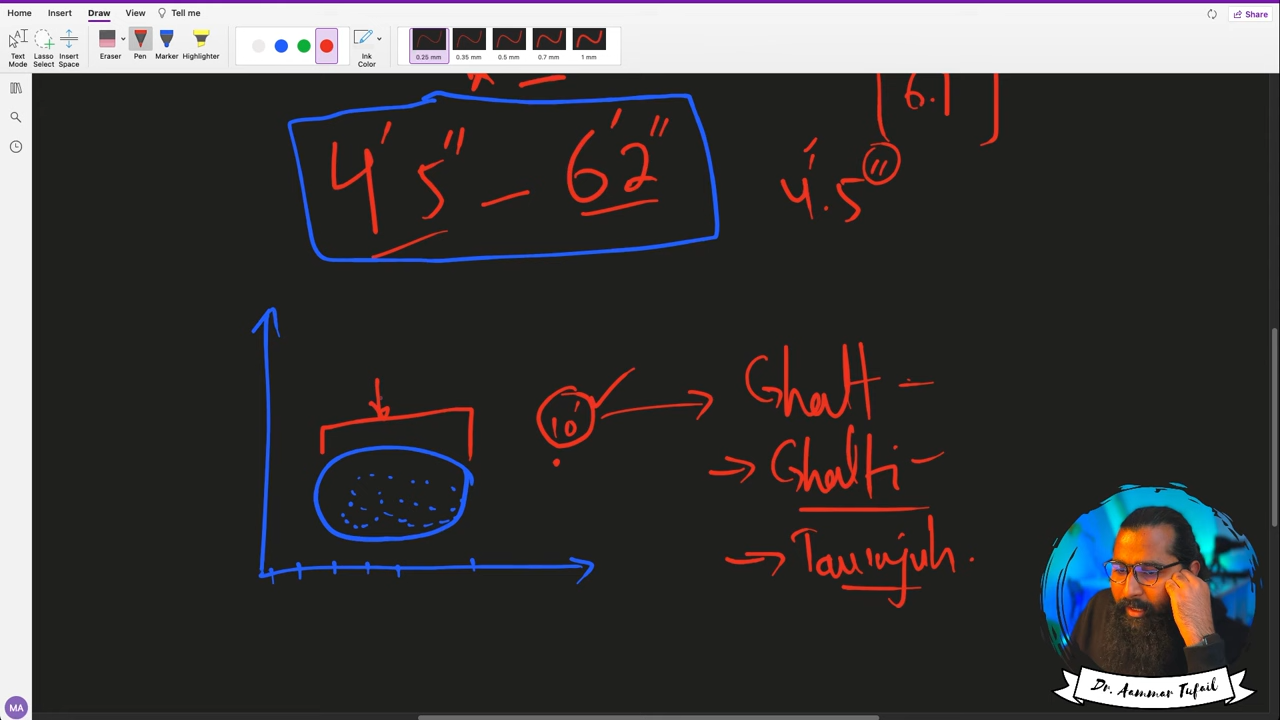 Home Insert Draw View Tell me
Share
Text Mode
Lasso Select
Insert Space
Eraser
Pen
Marker
Highlighter
Ink Color
0.25 mm
0.35 mm
0.5 mm
0.7 mm
1 mm
6.1
4' 5" - 6' 2"
4'.5"
10'
Ghalt -
→ Ghalti -
MA
Dr. Aammar Tufail